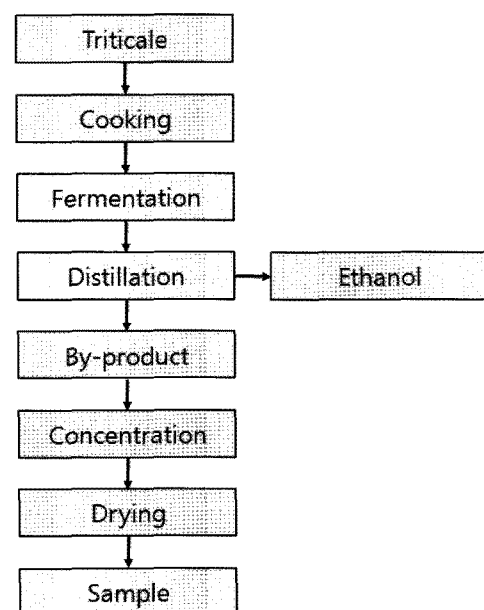 Triticale
Cooking
Fermentation
Distillation
Ethanol
By-product
Concentration
Drying
Sample